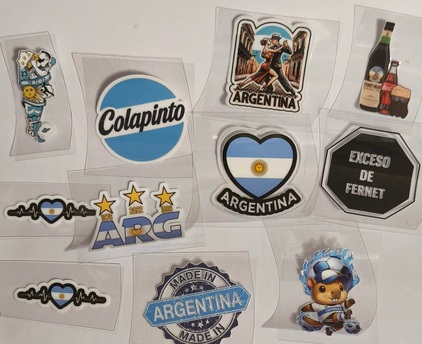 ARGENTINA
Colapinto
EXCESO
DE
FERNET
ARGENTINA
ARG
MADE IN
ARGENTINA
MADE IN